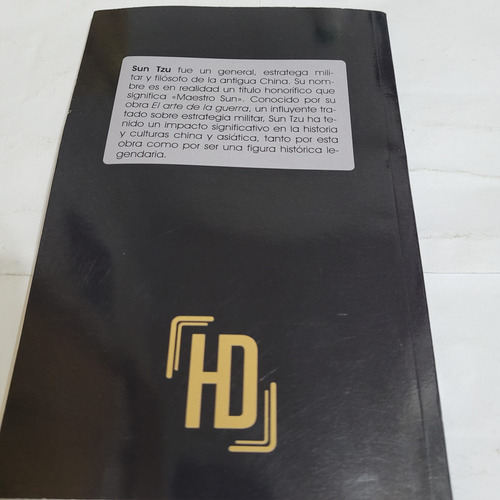 Sun Tzu fue un general, estratega mili-
tar y filósofo de la antigua China. Su nom-
bre es en realidad un título honorífico que
significa «Maestro Sun». Conocido por su
obra El arte de la guerra, un influyente tra-
tado sobre estrategia militar, Sun Tzu ha te-
nido un impacto significativo en la historia
y culturas china y asiática, tanto por esta
obra como por ser una figura histórica le-
gendaria.
HD